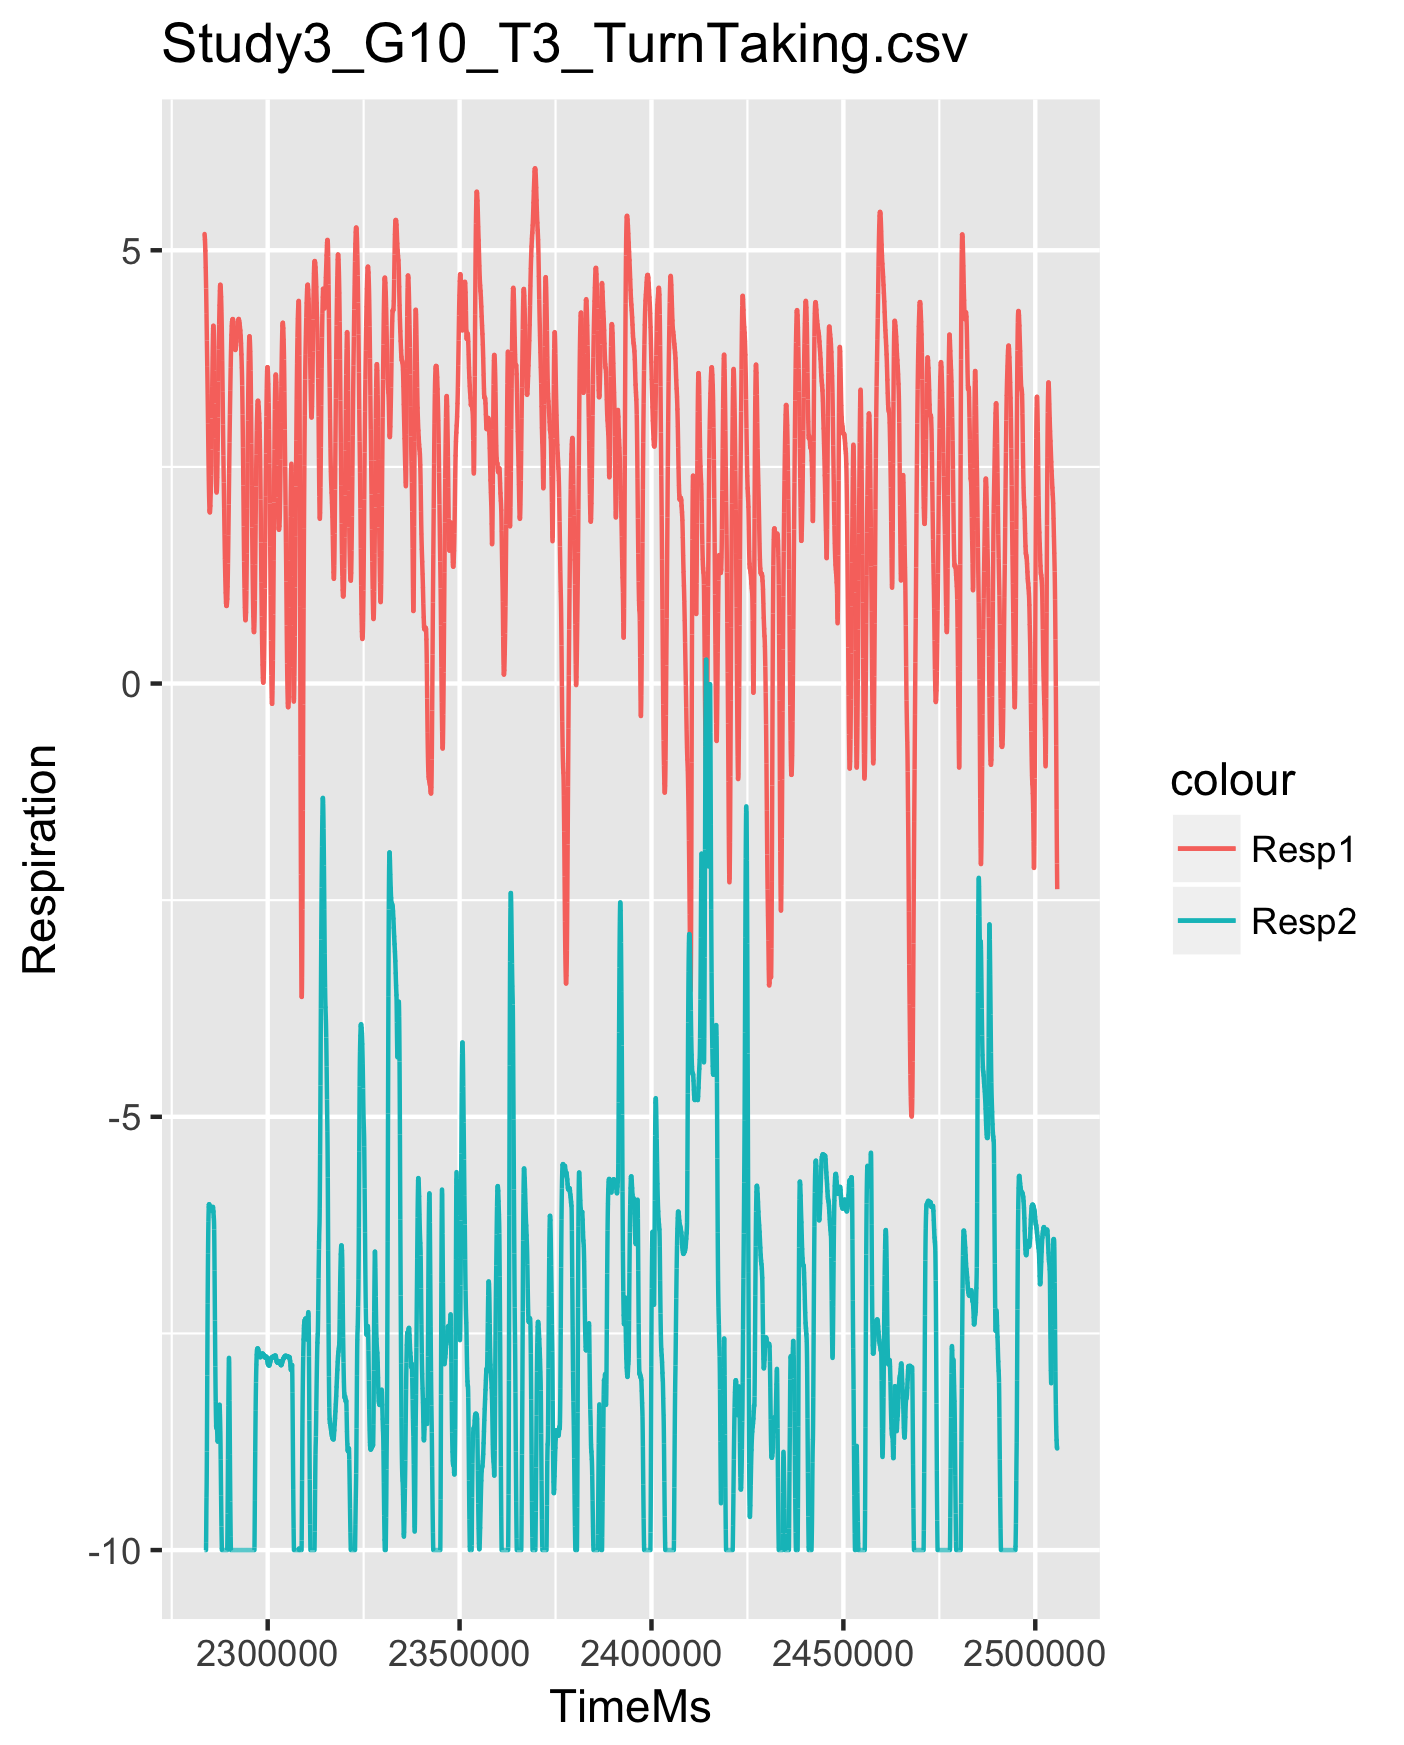 Study3_G10_T3_TurnTaking.csv
5
0
-5
-10
Respiration
2300000 2350000 2400000 2450000 2500000
TimeMs
colour
Resp1
Resp2